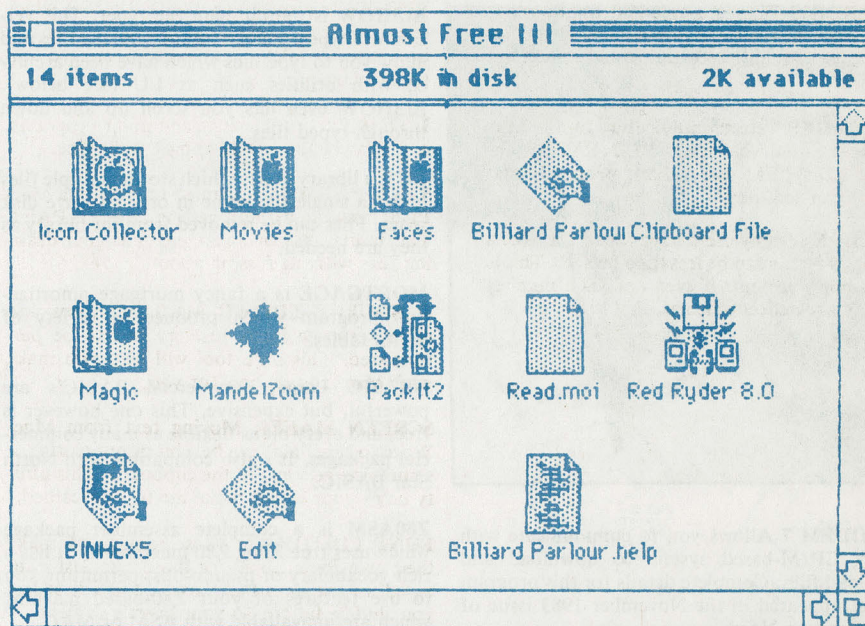 Almost Free III
14 items 398K in disk 2K available
Icon Collector Movies Faces Billiard Parlour Clipboard File
Magic MandelZoom PackIt2 Read.moi Red Ryder 8.0
BINHEX5 Edit Billiard Parlour.help